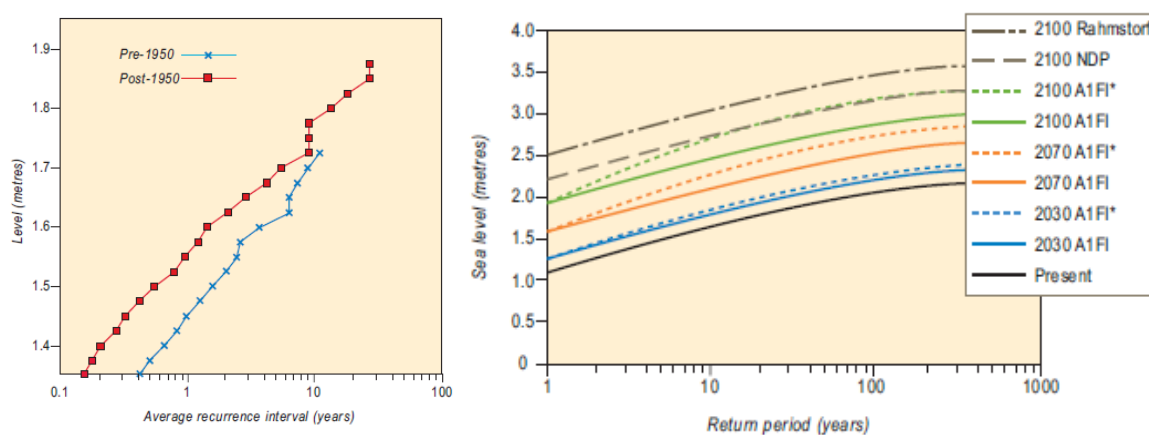 1.9
1.8
1.7
1.6
1.5
1.4
Level (metres)
Pre-1950
Post-1950
0.1
1
10
100
Average recurrence interval (years)
4.0
3.5
3.0
2.5
2.0
1.5
1.0
0.5
0
Sea level (metres)
1
10
100
1000
Return period (years)
2100 Rahmstorf
2100 NDP
2100 A1FI*
2100 A1FI
2070 A1FI*
2070 A1FI
2030 A1FI*
2030 A1FI
Present